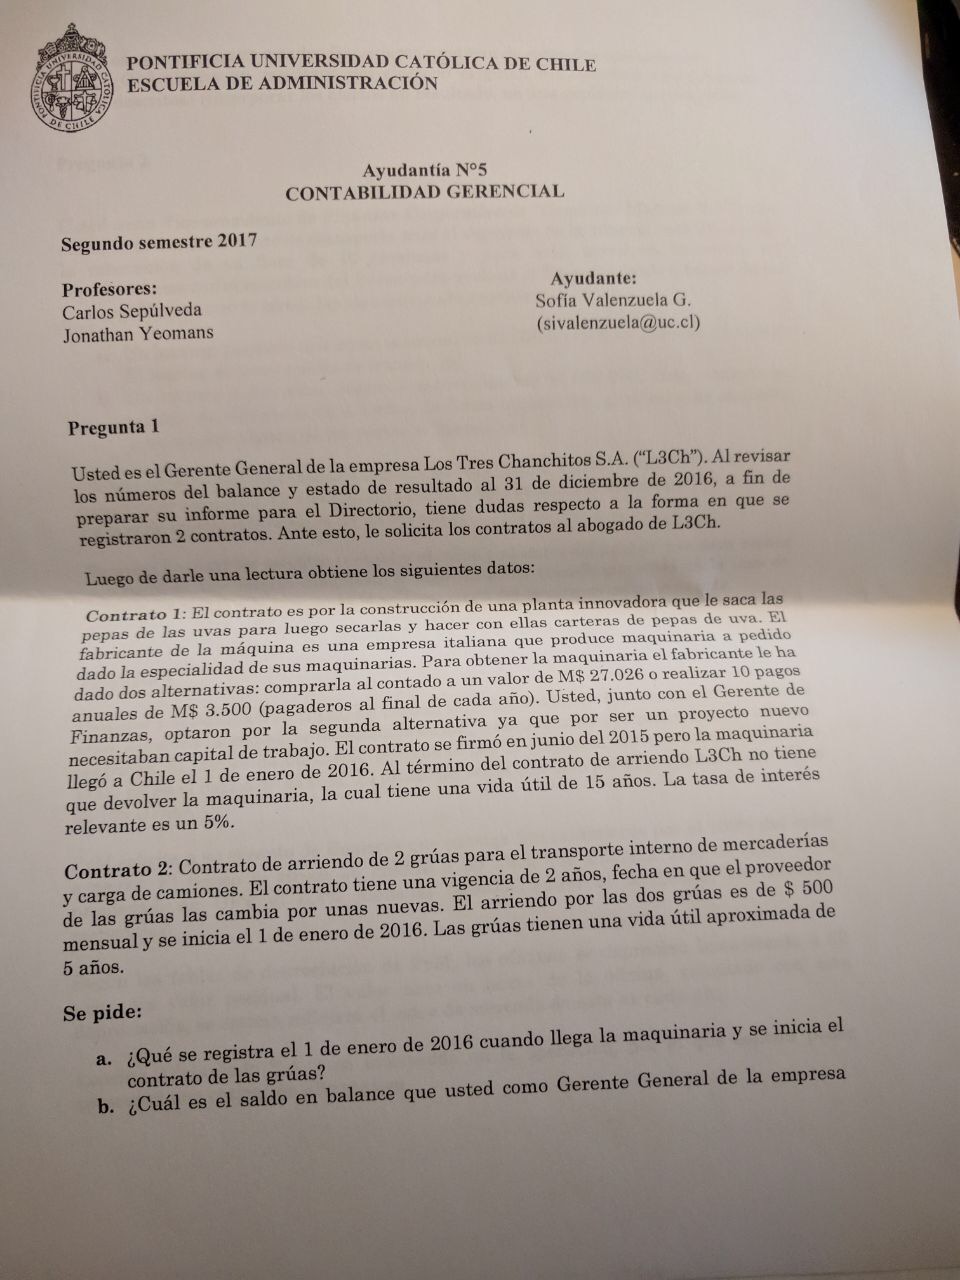 PONTIFICIA UNIVERSIDAD CATÓLICA DE CHILE
ESCUELA DE ADMINISTRACIÓN
PONTIFICIA UNIVERSIDAD CATÓLICA DE CHILE
Ayudantía N°5
CONTABILIDAD GERENCIAL
Segundo semestre 2017
Profesores:
Carlos Sepúlveda
Jonathan Yeomans
Ayudante:
Sofía Valenzuela G.
(sivalenzuela@uc.cl)
Pregunta 1
Usted es el Gerente General de la empresa Los Tres Chanchitos S.A. ("L3Ch"). Al revisar
los números del balance y estado de resultado al 31 de diciembre de 2016, a fin de
preparar su informe para el Directorio, tiene dudas respecto a la forma en que se
registraron 2 contratos. Ante esto, le solicita los contratos al abogado de L3Ch.
Luego de darle una lectura obtiene los siguientes datos:
Contrato 1: El contrato es por la construcción de una planta innovadora que le saca las
pepas de las uvas para luego secarlas y hacer con ellas carteras de pepas de uva. El
fabricante de la máquina es una empresa italiana que produce maquinaria a pedido
dado la especialidad de sus maquinarias. Para obtener la maquinaria el fabricante le ha
dado dos alternativas: comprarla al contado a un valor de M$ 27.026 o realizar 10 pagos
anuales de M$ 3.500 (pagaderos al final de cada año). Usted, junto con el Gerente de
Finanzas, optaron por la segunda alternativa ya que por ser un proyecto nuevo
necesitaban capital de trabajo. El contrato se firmó en junio del 2015 pero la maquinaria
llegó a Chile el 1 de enero de 2016. Al término del contrato de arriendo L3Ch no tiene
que devolver la maquinaria, la cual tiene una vida útil de 15 años. La tasa de interés
relevante es un 5%.
Contrato 2: Contrato de arriendo de 2 grúas para el transporte interno de mercaderías
y carga de camiones. El contrato tiene una vigencia de 2 años, fecha en que el proveedor
de las grúas las cambia por unas nuevas. El arriendo por las dos grúas es de $ 500
mensual y se inicia el 1 de enero de 2016. Las grúas tienen una vida útil aproximada de
5 años.
Se pide:
a. ¿Qué se registra el 1 de enero de 2016 cuando llega la maquinaria y se inicia el
contrato de las grúas?
b. ¿Cuál es el saldo en balance que usted como Gerente General de la empresa